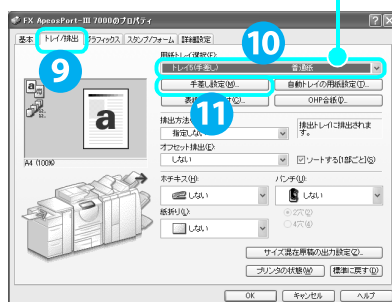 FX ApeosPort-III 7000のプロパティ
基本 トレイ/排出 グラフィックス スタンプ/フォーム 詳細設定
9
用紙トレイ選択(F):
10
トレイ5(手差し) 普通紙
手差し設定(M)...
自動トレイの用紙設定(T)...
11
OHP合紙(I)...
排出方法
指定しない
排出トレイに排出されます。
オフセット排出(E):
しない
ソートする[1部ごと](S)
A4 (100%)
ホチキス(H):
パンチ(U):
しない
しない
紙折り(L):
2穴(2)
4穴(4)
しない
サイズ混在原稿の出力設定(Z)...
プリンタの状態(W)
標準に戻す(D)
OK
キャンセル
ヘルプ